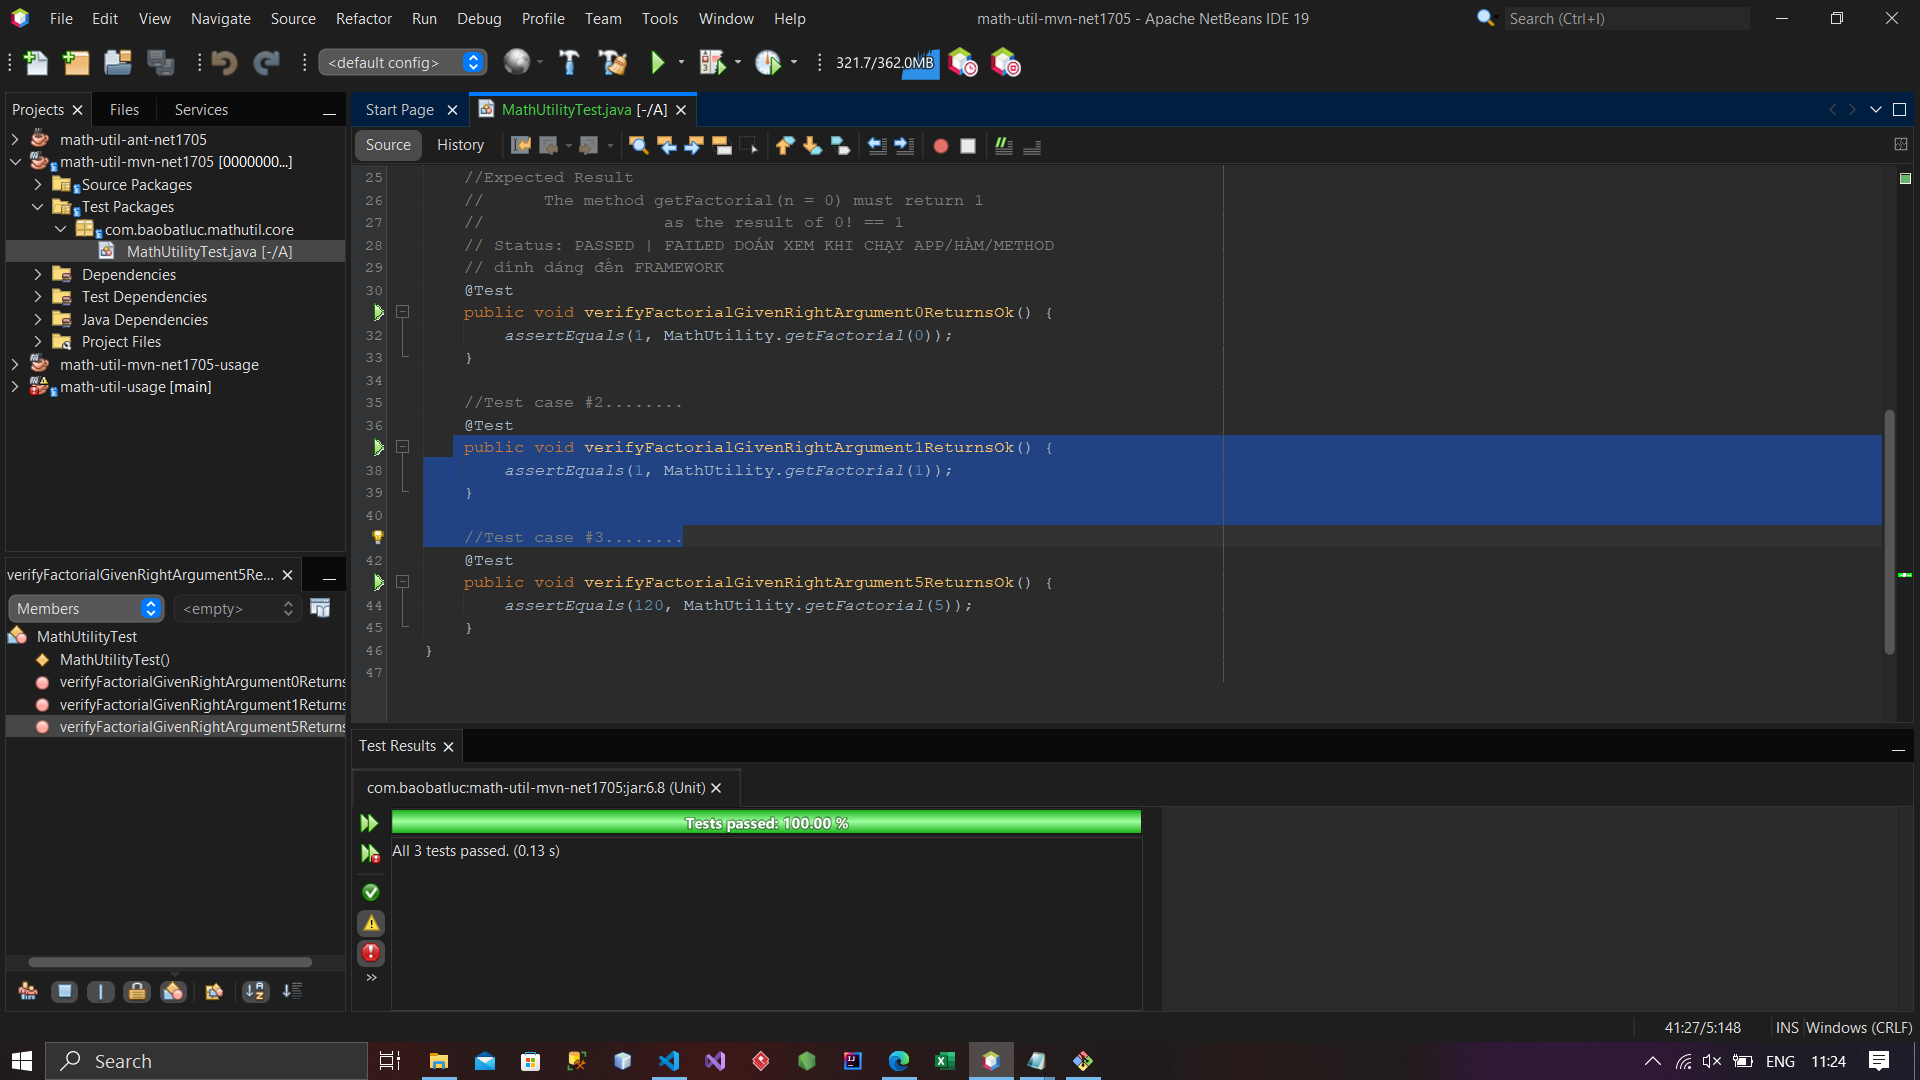 File Edit View Navigate Source Refactor Run Debug Profile Team Tools Window Help
math-util-mvn-net1705 - Apache NetBeans IDE 19
Search (Ctrl+I)
<default config>
321.7/362.0MB
Projects Files Services
math-util-ant-net1705
math-util-mvn-net1705 [0000000...]
Source Packages
Test Packages
com.baobatluc.mathutil.core
MathUtilityTest.java [-/A]
Dependencies
Test Dependencies
Java Dependencies
Project Files
math-util-mvn-net1705-usage
math-util-usage [main]
verifyFactorialGivenRightArgument5Re...
Members <empty>
MathUtilityTest
MathUtilityTest()
verifyFactorialGivenRightArgument0Returns
verifyFactorialGivenRightArgument1Returns
verifyFactorialGivenRightArgument5Returns
Start Page MathUtilityTest.java [-/A]
Source History
25 //Expected Result
26 // The method getFactorial(n = 0) must return 1
27 // as the result of 0! == 1
28 // Status: PASSED | FAILED DOÁN XEM KHI CHẠY APP/HÀM/METHOD
29 // dính dáng đến FRAMEWORK
30 @Test
public void verifyFactorialGivenRightArgument0ReturnsOk() {
32 assertEquals(1, MathUtility.getFactorial(0));
33 }
34
35 //Test case #2........
36 @Test
public void verifyFactorialGivenRightArgument1ReturnsOk() {
38 assertEquals(1, MathUtility.getFactorial(1));
39 }
40
//Test case #3........
42 @Test
public void verifyFactorialGivenRightArgument5ReturnsOk() {
44 assertEquals(120, MathUtility.getFactorial(5));
45 }
46 }
47
Test Results
com.baobatluc:math-util-mvn-net1705:jar:6.8 (Unit)
Tests passed: 100.00 %
All 3 tests passed. (0.13 s)
41:27/5:148 INS Windows (CRLF)
Search
ENG 11:24